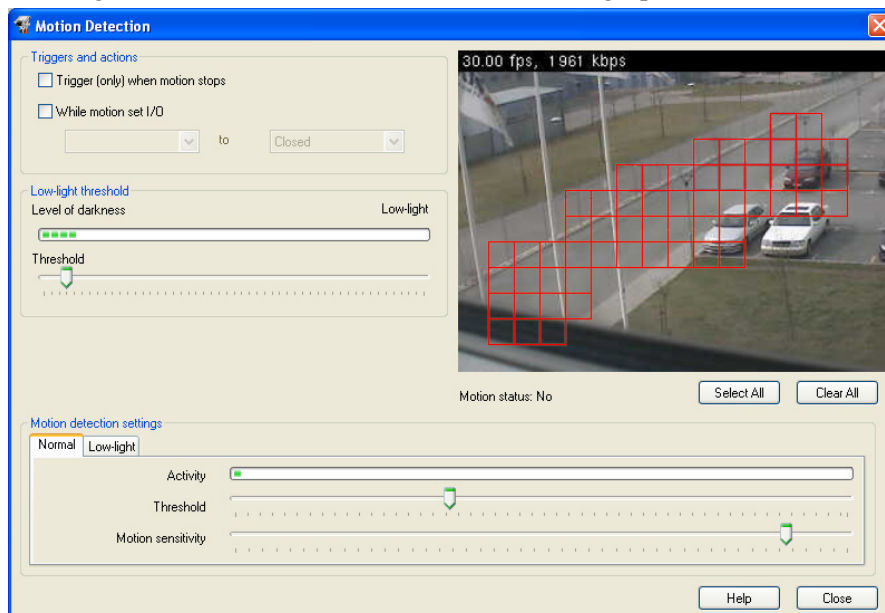 Motion Detection
Triggers and actions
Trigger (only) when motion stops
While motion set I/O
to Closed
Low-light threshold
Level of darkness Low-light
Threshold
30.00 fps, 1961 kbps
Motion status: No Select All Clear All
Motion detection settings
Normal Low-light
Activity
Threshold
Motion sensitivity
Help Close